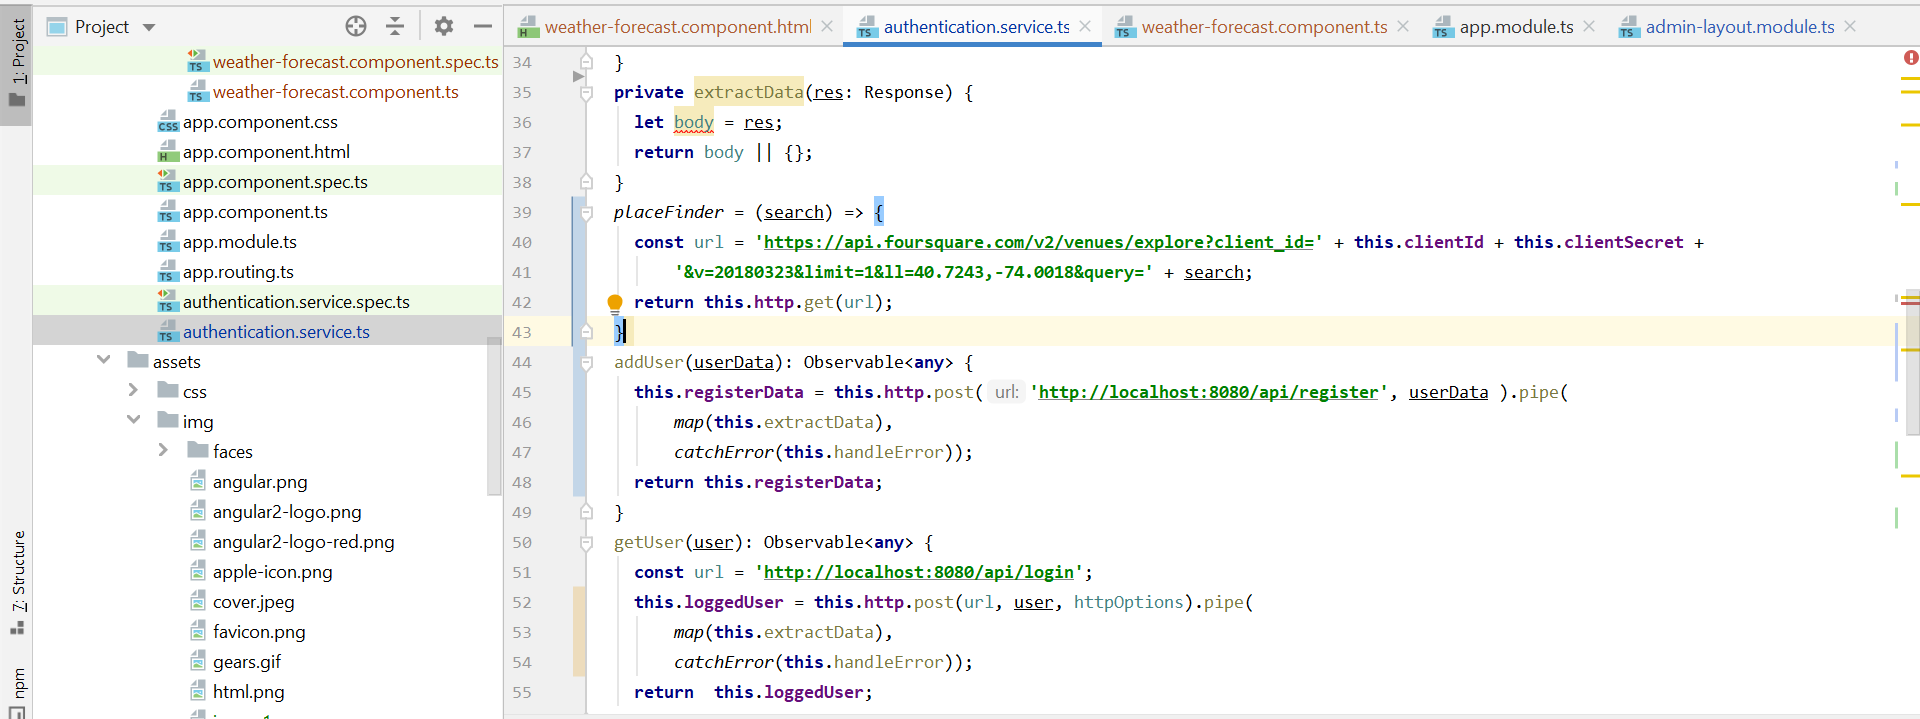 1: Project
7: Structure
npm
Project
weather-forecast.component.spec.ts
weather-forecast.component.ts
app.component.css
app.component.html
app.component.spec.ts
app.component.ts
app.module.ts
app.routing.ts
authentication.service.spec.ts
authentication.service.ts
assets
css
img
faces
angular.png
angular2-logo.png
angular2-logo-red.png
apple-icon.png
cover.jpeg
favicon.png
gears.gif
html.png
weather-forecast.component.html
authentication.service.ts
weather-forecast.component.ts
app.module.ts
admin-layout.module.ts
34 }
35 private extractData(res: Response) {
36 let body = res;
37 return body || {};
38 }
39 placeFinder = (search) => {
40 const url = 'https://api.foursquare.com/v2/venues/explore?client_id=' + this.clientId + this.clientSecret +
41 '&v=20180323&limit=1&ll=40.7243,-74.0018&query=' + search;
42 return this.http.get(url);
43 }
44 addUser(userData): Observable<any> {
45 this.registerData = this.http.post( url: 'http://localhost:8080/api/register', userData ).pipe(
46 map(this.extractData),
47 catchError(this.handleError));
48 return this.registerData;
49 }
50 getUser(user): Observable<any> {
51 const url = 'http://localhost:8080/api/login';
52 this.loggedUser = this.http.post(url, user, httpOptions).pipe(
53 map(this.extractData),
54 catchError(this.handleError));
55 return  this.loggedUser;